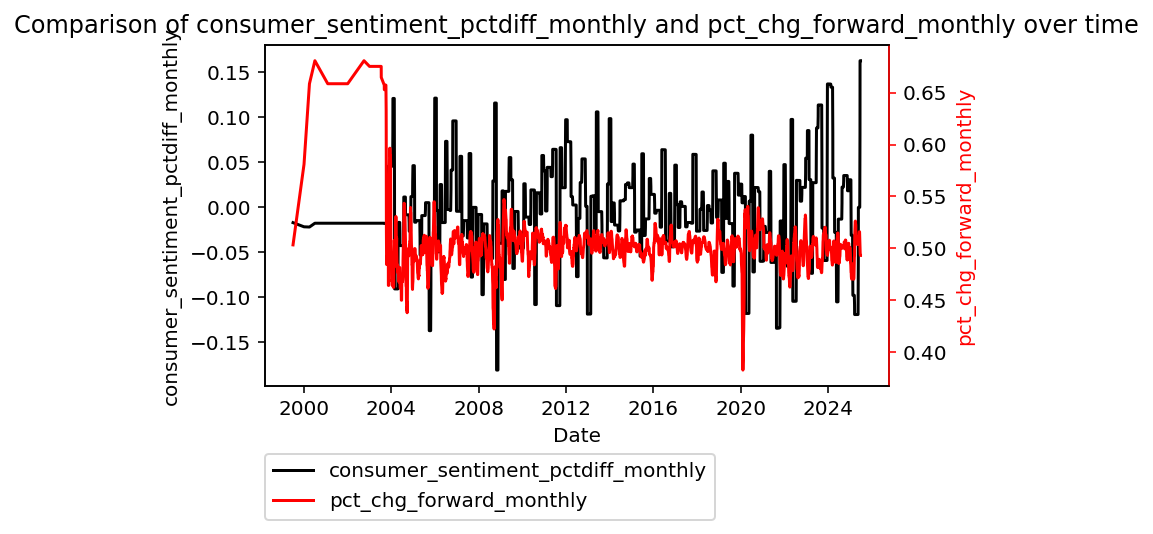 Comparison of consumer_sentiment_pctdiff_monthly and pct_chg_forward_monthly over time
consumer_sentiment_pctdiff_monthly
0.15
0.10
0.05
0.00
−0.05
−0.10
−0.15
0.65
0.60
0.55
0.50
0.45
0.40
pct_chg_forward_monthly
2000 2004 2008 2012 2016 2020 2024
Date
consumer_sentiment_pctdiff_monthly
pct_chg_forward_monthly